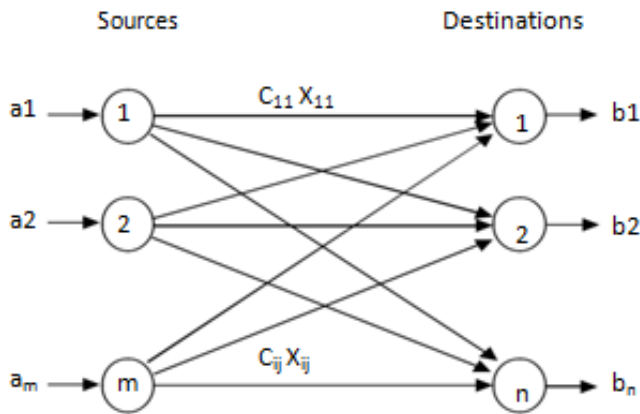 Sources Destinations
C₁₁ X₁₁
a1 1 1 b1
a2 2 2 b2
Cᵢⱼ Xᵢⱼ
aₘ m n bₙ